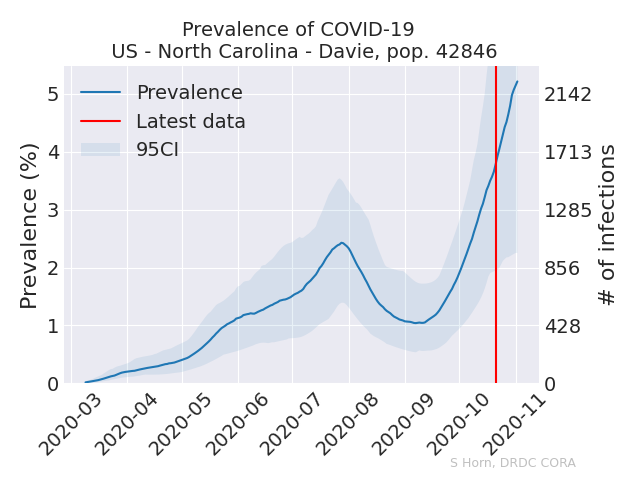 Prevalence of COVID-19
US - North Carolina - Davie, pop. 42846
Prevalence
Latest data
95CI
Prevalence (%)
5
4
3
2
1
0
2142
1713
1285
856
428
0
# of infections
2020-03
2020-04
2020-05
2020-06
2020-07
2020-08
2020-09
2020-10
2020-11
S Horn, DRDC CORA